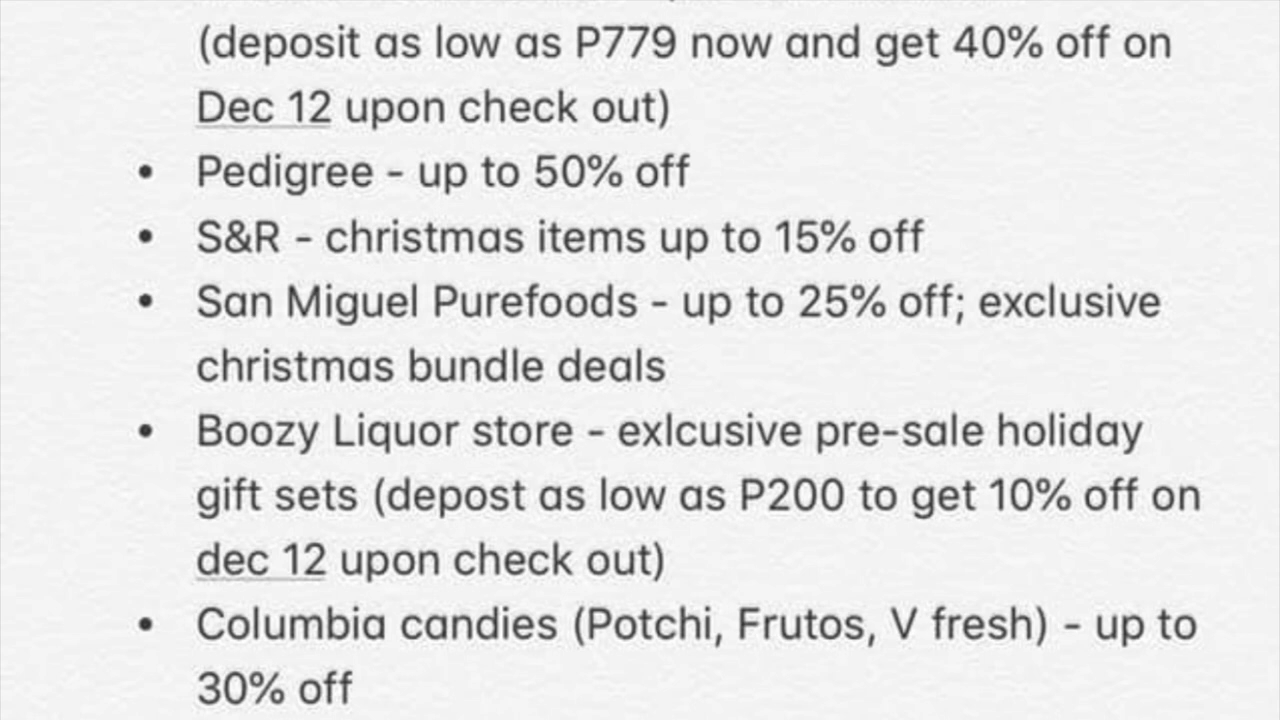 (deposit as low as P779 now and get 40% off on
Dec 12 upon check out)
• Pedigree - up to 50% off
• S&R - christmas items up to 15% off
• San Miguel Purefoods - up to 25% off; exclusive
christmas bundle deals
• Boozy Liquor store - exlcusive pre-sale holiday
gift sets (depost as low as P200 to get 10% off on
dec 12 upon check out)
• Columbia candies (Potchi, Frutos, V fresh) - up to
30% off